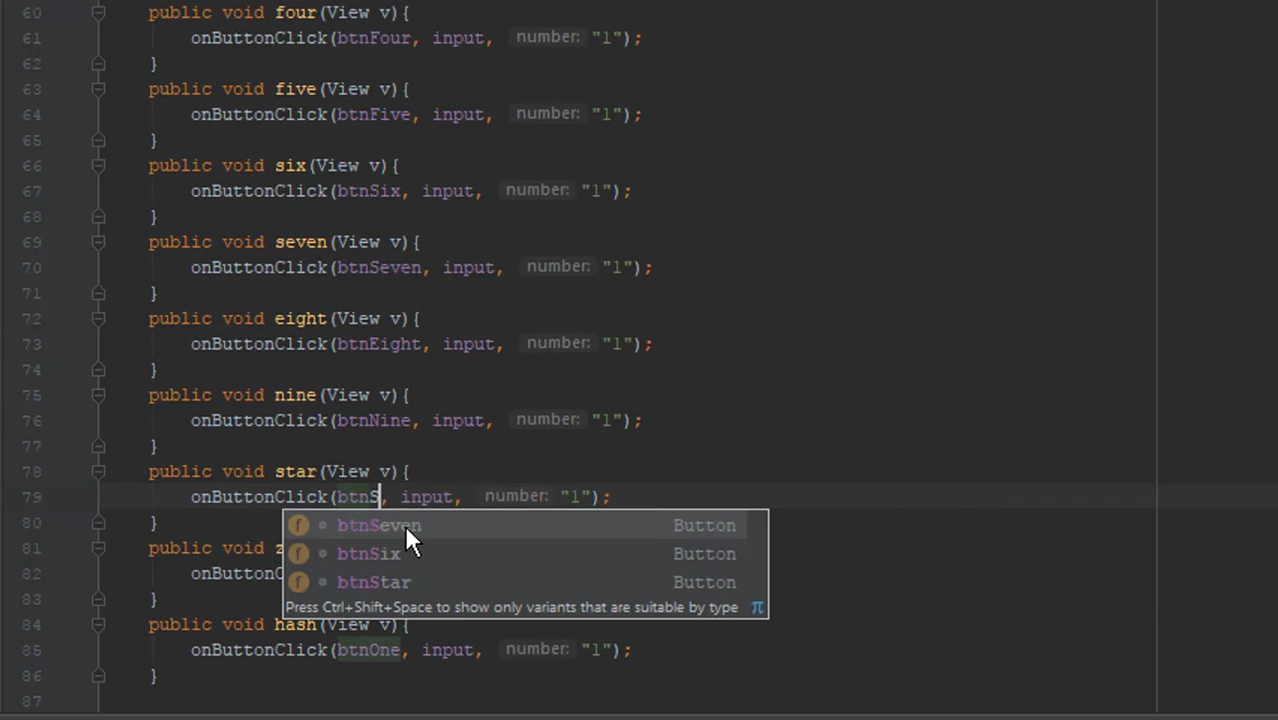 60 public void four(View v){
61 onButtonClick(btnFour, input, number: "1");
62 }
63 public void five(View v){
64 onButtonClick(btnFive, input, number: "1");
65 }
66 public void six(View v){
67 onButtonClick(btnSix, input, number: "1");
68 }
69 public void seven(View v){
70 onButtonClick(btnSeven, input, number: "1");
71 }
72 public void eight(View v){
73 onButtonClick(btnEight, input, number: "1");
74 }
75 public void nine(View v){
76 onButtonClick(btnNine, input, number: "1");
77 }
78 public void star(View v){
79 onButtonClick(btnS, input, number: "1");
80 }
btnSeven Button
btnSix Button
btnStar Button
Press Ctrl+Shift+Space to show only variants that are suitable by type π
81 public void z
82 onButtonC
83 }
84 public void hash(View v){
85 onButtonClick(btnOne, input, number: "1");
86 }
87